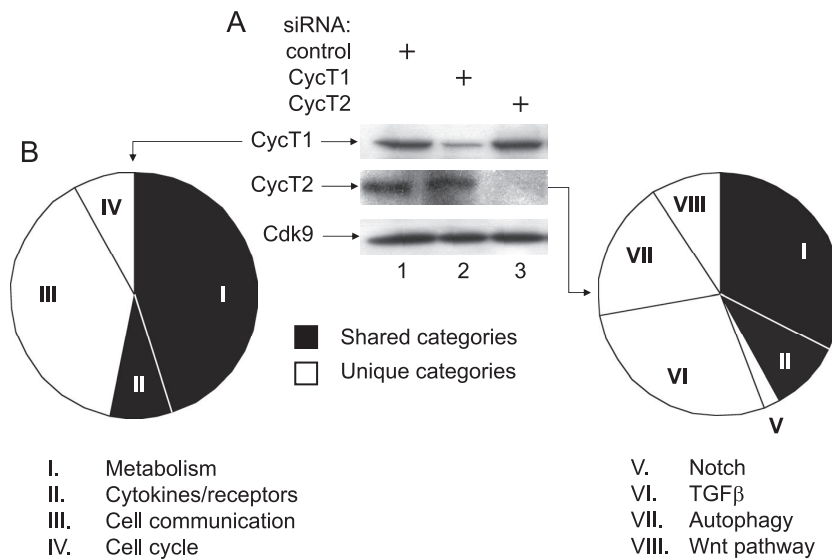 A
siRNA:
control +
CycT1 +
CycT2 +
B
CycT1
CycT2
Cdk9
1 2 3
IV
III
I
II
VIII
I
VII
II
VI
V
Shared categories
Unique categories
I. Metabolism
II. Cytokines/receptors
III. Cell communication
IV. Cell cycle
V. Notch
VI. TGFβ
VII. Autophagy
VIII. Wnt pathway